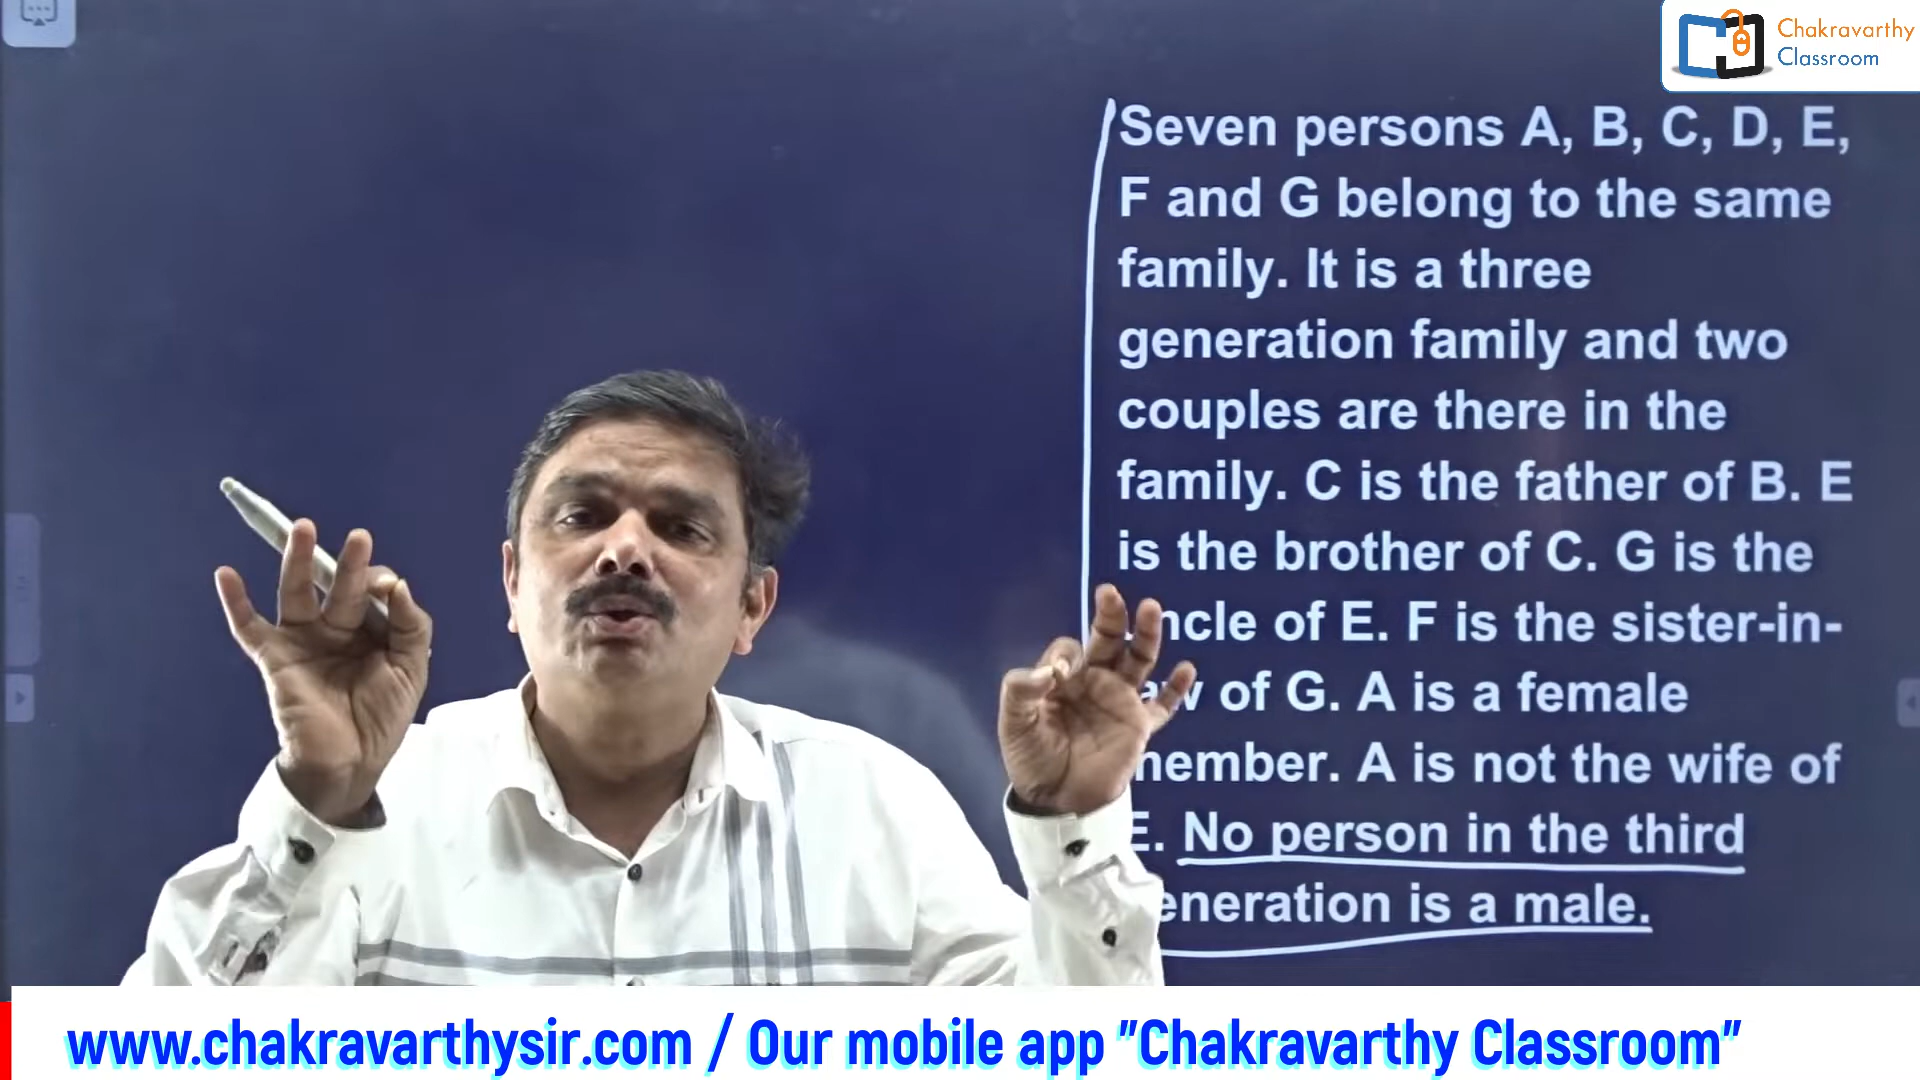 Chakravarthy
Classroom
Seven persons A, B, C, D, E,
F and G belong to the same
family. It is a three
generation family and two
couples are there in the
family. C is the father of B. E
is the brother of C. G is the
of E. F is the sister-in-
of G. A is a female
A is not the wife of
E. No person in the third
is a male.
www.chakravarthysir.com / Our mobile app "Chakravarthy Classroom"